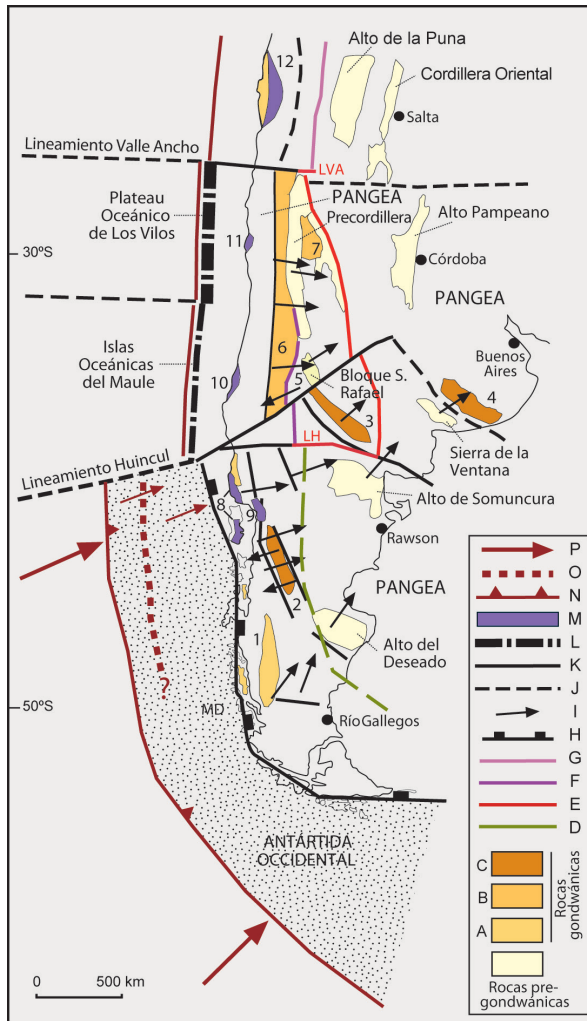 Alto de la Puna
12
Cordillera Oriental
Salta
Lineamiento Valle Ancho
LVA
Plateau
Oceánico
de Los Vilos
PANGEA
Precordillera
Alto Pampeano
11
7
30ºS
Córdoba
PANGEA
Islas
Oceánicas
del Maule
6
Buenos
Aires
10
5
Bloque S.
Rafael
4
3
LH
Sierra de la
Ventana
Lineamiento Huincul
8
9
Alto de Somuncura
Rawson
2
PANGEA
1
Alto del
Deseado
?
50ºS
MD
Río Gallegos
ANTÁRTIDA
OCCIDENTAL
0
500 km
P
O
N
M
L
K
J
I
H
G
F
E
D
C
B
A
Rocas
gondwánicas
Rocas pre-
gondwánicas